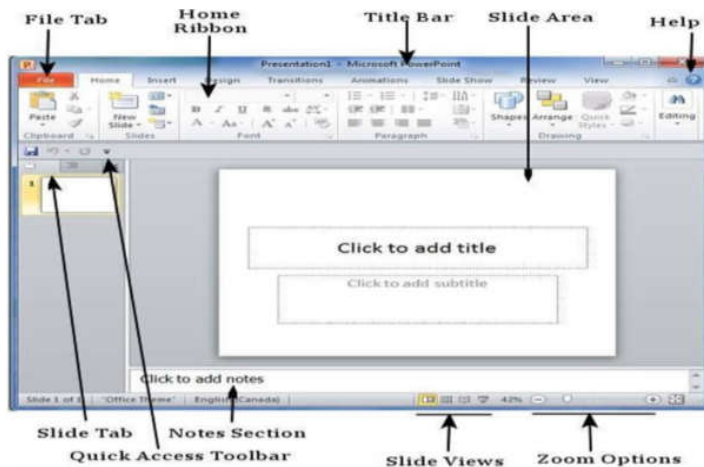 File Tab
Home
Ribbon
Title Bar
Slide Area
Help
Presentation1 - Microsoft PowerPoint
File Home Insert Design Transitions Animations Slide Show Review View
Paste
New
Slide
Shapes Arrange Quick
Styles
Editing
Clipboard Slides Font Paragraph Drawing
1
Click to add title
Click to add subtitle
Click to add notes
Slide 1 of 1 "Office Theme" English (Canada) 42%
Slide Tab
Notes Section
Quick Access Toolbar
Slide Views
Zoom Options